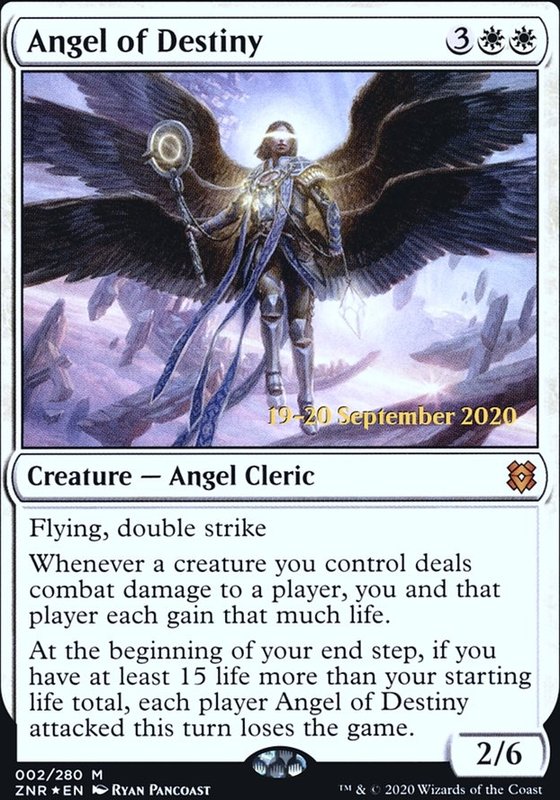 Angel of Destiny 3
19–20 September 2020
Creature — Angel Cleric
Flying, double strike
Whenever a creature you control deals
combat damage to a player, you and that
player each gain that much life.
At the beginning of your end step, if you
have at least 15 life more than your starting
life total, each player Angel of Destiny
attacked this turn loses the game.
2/6
002/280 M
ZNR★EN Ryan Pancoast
™ & © 2020 Wizards of the Coast